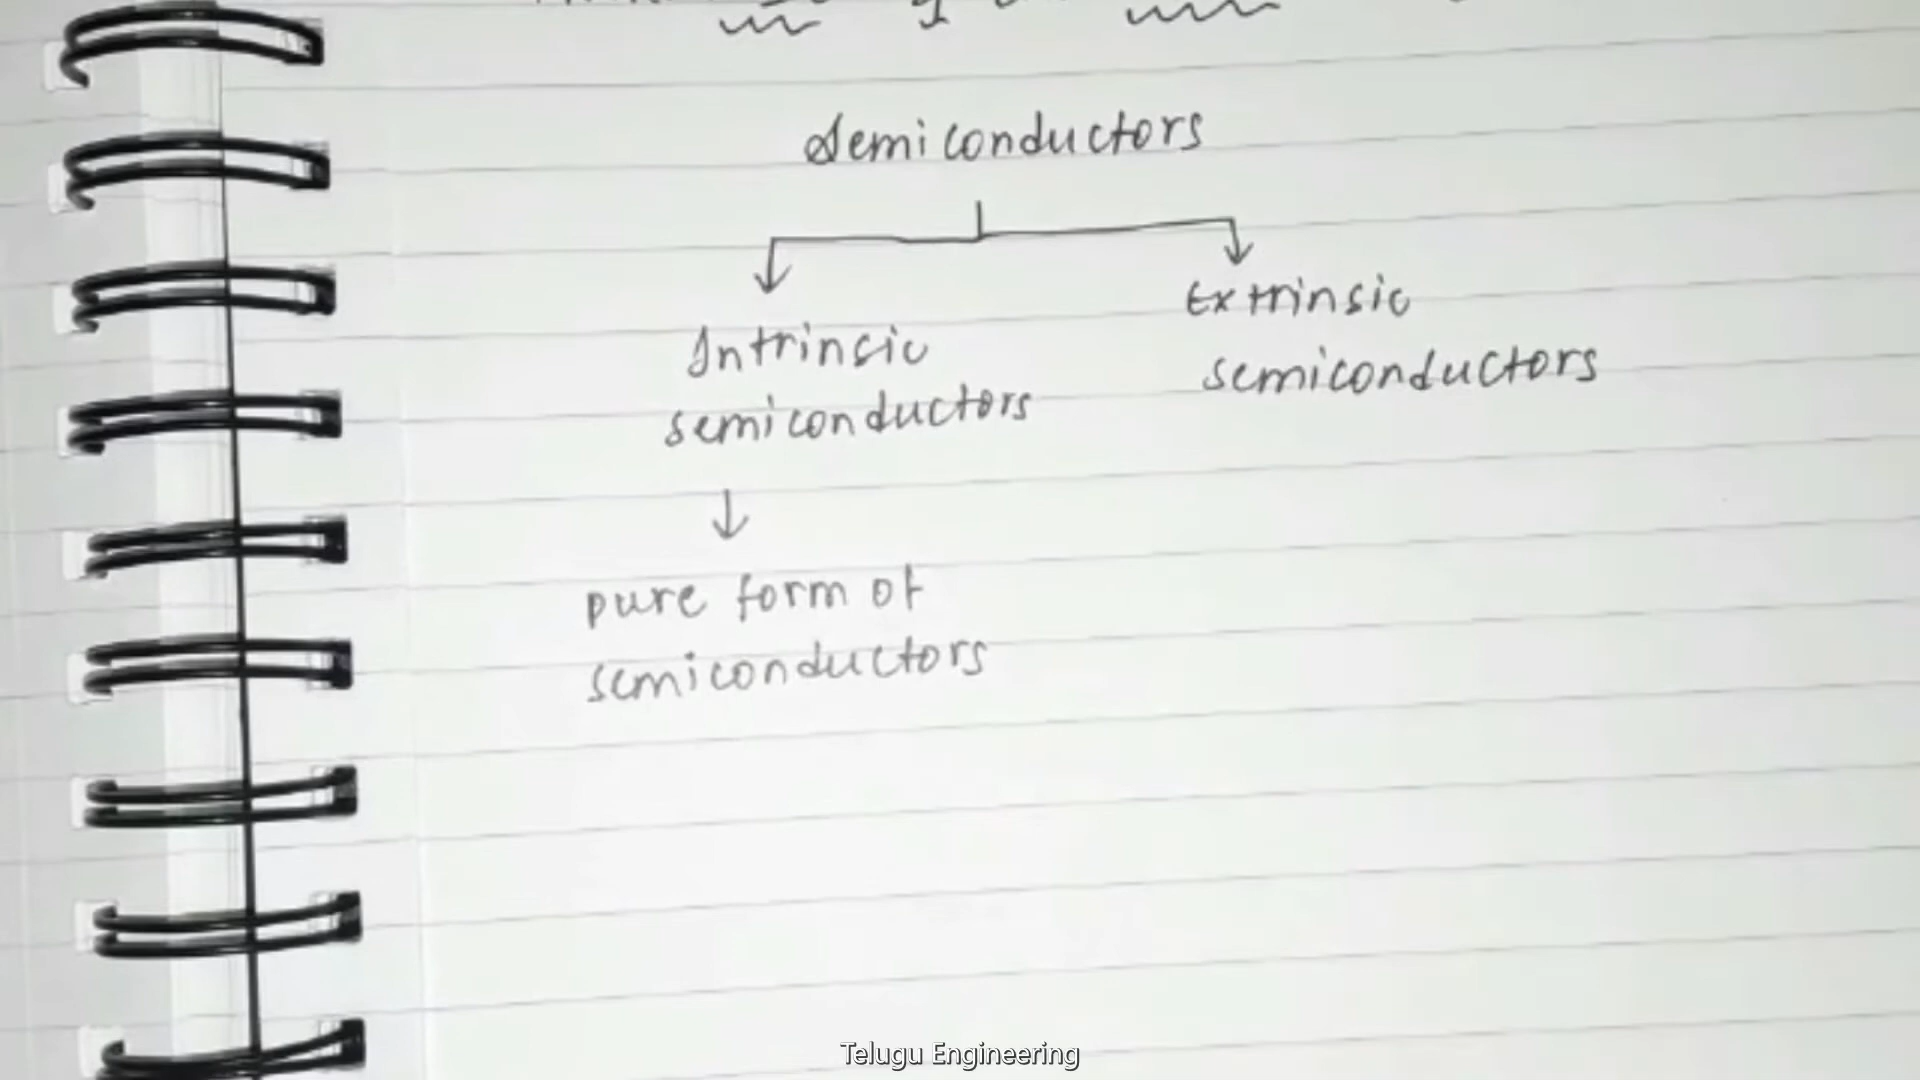 Semiconductors
Intrinsic
semiconductors
Extrinsic
semiconductors
pure form of
semiconductors
Telugu Engineering